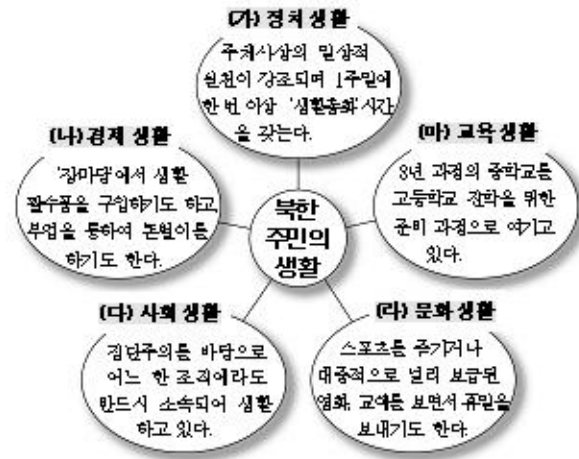 (가) 정치 생활
주체사상의 일상적
실천이 강조되며 1주일에
한 번 이상 '생활총화' 시간
을 갖는다.
(나) 경제 생활
'장마당'에서 생활
필수품을 구입하기도 하고
부업을 통하여 돈벌이를
하기도 한다.
(마) 교육 생활
3년 과정의 중학교를
고등학교 진학을 위한
준비 과정으로 여기고
있다.
북한
주민의
생활
(다) 사회 생활
집단주의를 바탕으로
어느 한 조직에라도
반드시 소속되어 생활
하고 있다.
(라) 문화 생활
스포츠를 즐기거나
대중적으로 널리 보급된
영화, 교예를 보면서 휴일을
보내기도 한다.